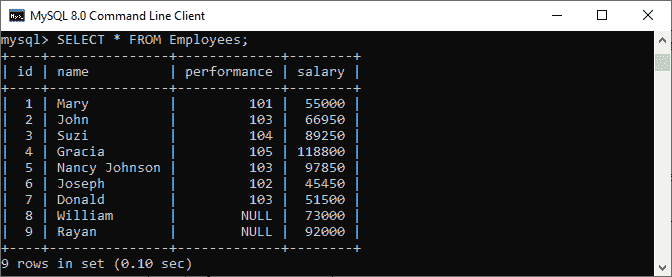 MySQL 8.0 Command Line Client
mysql> SELECT * FROM Employees;
+----+---------------+-------------+--------+
| id | name          | performance | salary |
+----+---------------+-------------+--------+
|  1 | Mary          |         101 |  55000 |
|  2 | John          |         103 |  66950 |
|  3 | Suzi          |         104 |  89250 |
|  4 | Gracia        |         105 | 118800 |
|  5 | Nancy Johnson |         103 |  97850 |
|  6 | Joseph        |         102 |  45450 |
|  7 | Donald        |         103 |  51500 |
|  8 | William       |        NULL |  73000 |
|  9 | Rayan         |        NULL |  92000 |
+----+---------------+-------------+--------+
9 rows in set (0.10 sec)